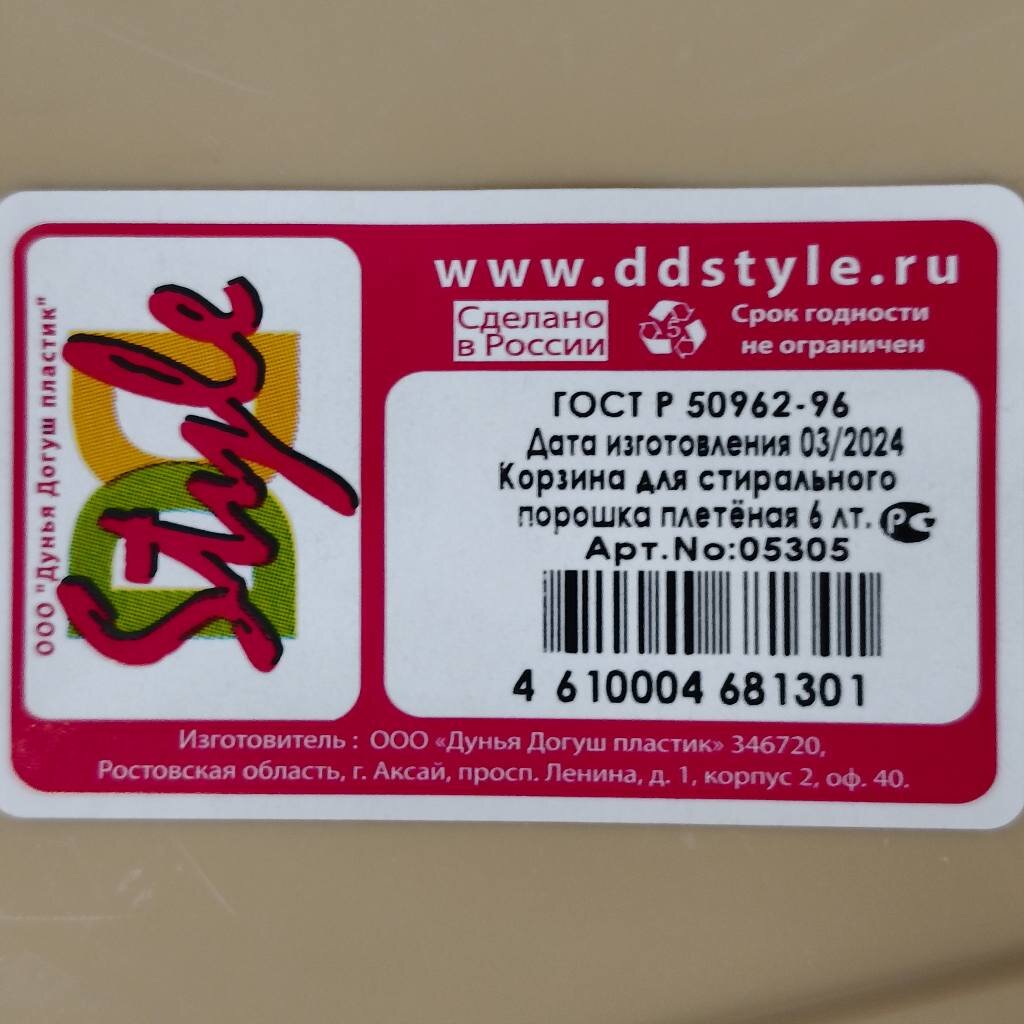 ООО "Дунья Догуш пластик"
Style
www.ddstyle.ru
Сделано
в России
5
Срок годности
не ограничен
ГОСТ Р 50962-96
Дата изготовления 03/2024
Корзина для стирального
порошка плетёная 6 лт. РС
Арт.No:05305
4 610004 681301
Изготовитель : ООО «Дунья Догуш пластик» 346720,
Ростовская область, г. Аксай, просп. Ленина, д. 1, корпус 2, оф. 40.